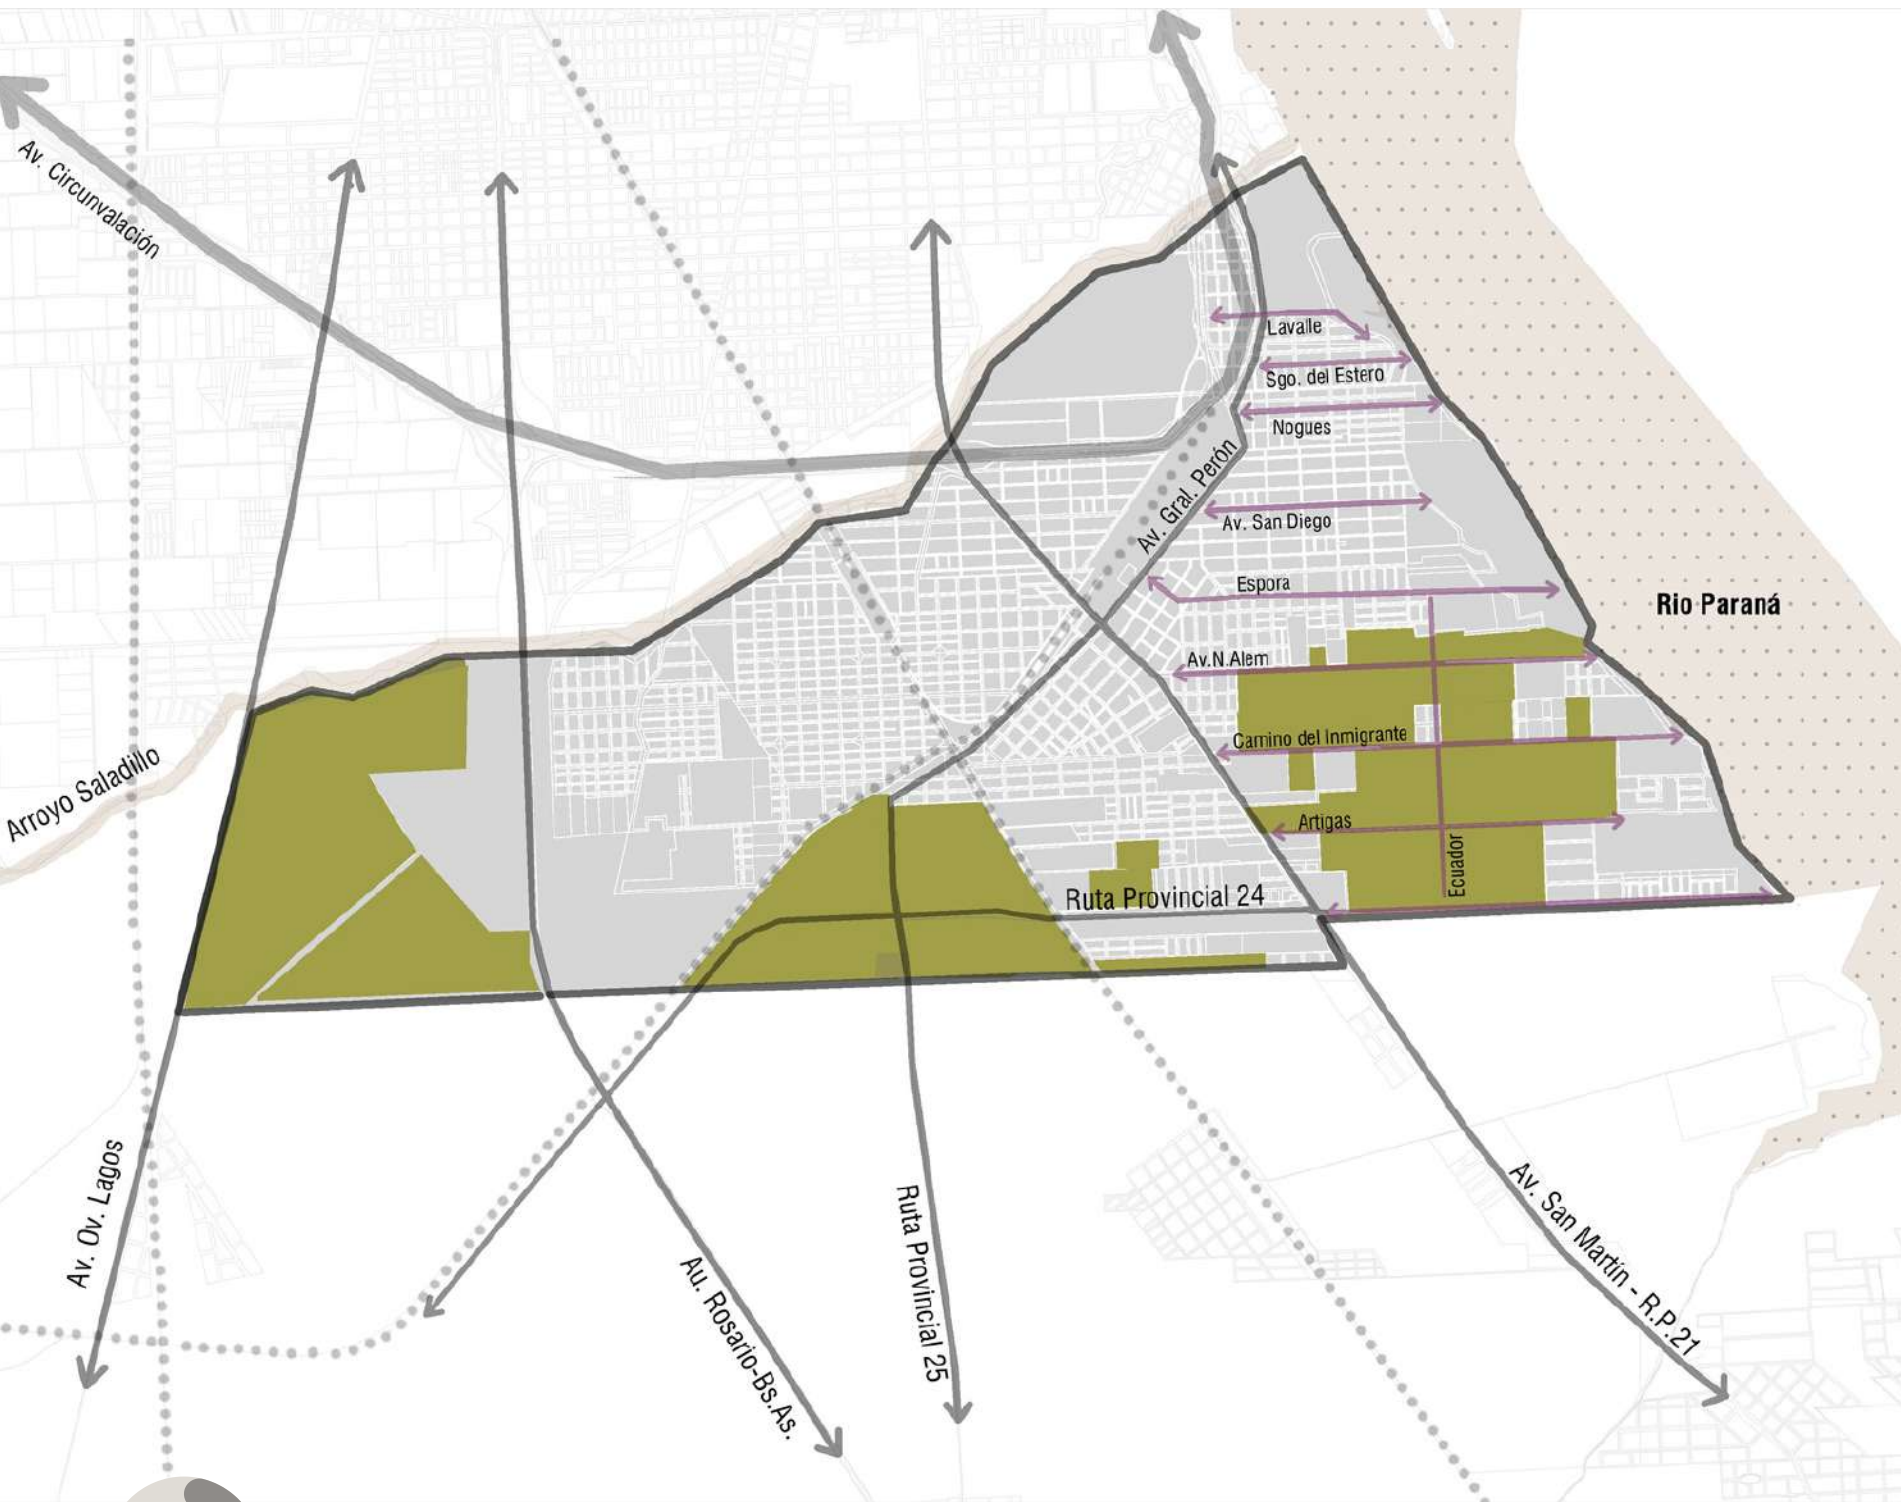 Av. Circunvalación
Lavalle
Sgo. del Estero
Nogues
Av. Gral. Perón
Av. San Diego
Espora
Rio Paraná
Av.N.Alem
Camino del Inmigrante
Arroyo Saladillo
Artigas
Ecuador
Ruta Provincial 24
Av. Ov. Lagos
Au. Rosario-Bs.As.
Ruta Provincial 25
Av. San Martín - R.P.21